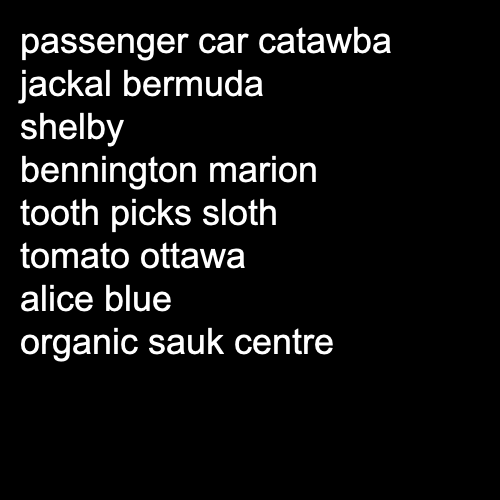 passenger car catawba
jackal bermuda
shelby
bennington marion
tooth picks sloth
tomato ottawa
alice blue
organic sauk centre